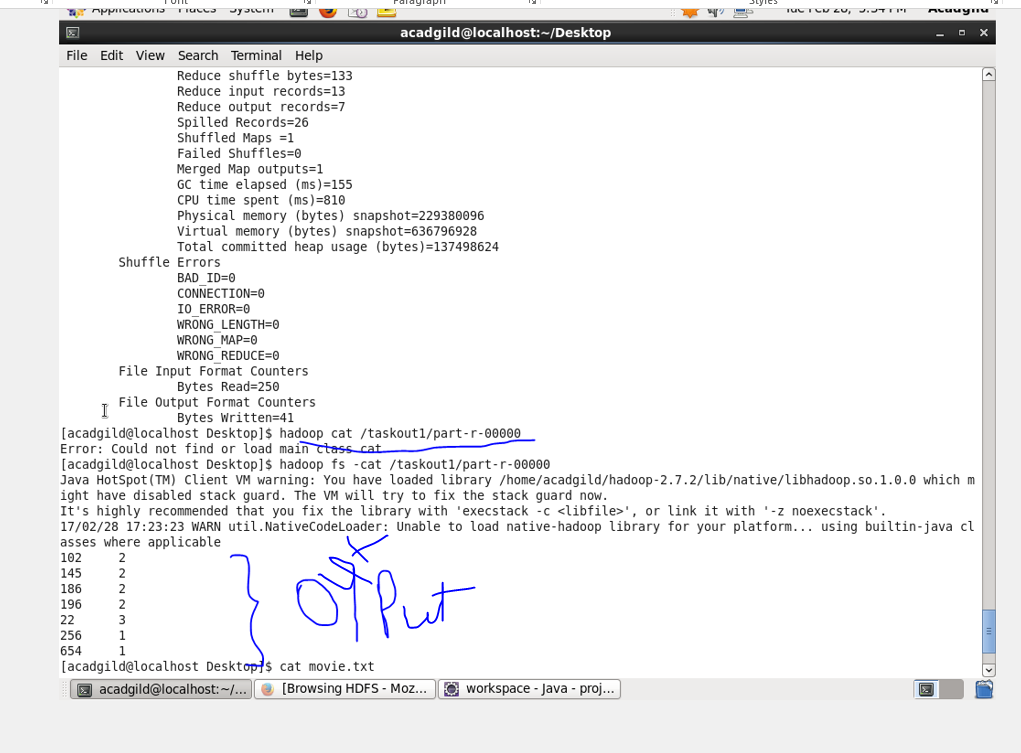 Font Paragraph Styles
Applications Places System Tue Feb 28, 5:54 PM Acadgild
acadgild@localhost:~/Desktop
File Edit View Search Terminal Help
Reduce shuffle bytes=133
Reduce input records=13
Reduce output records=7
Spilled Records=26
Shuffled Maps =1
Failed Shuffles=0
Merged Map outputs=1
GC time elapsed (ms)=155
CPU time spent (ms)=810
Physical memory (bytes) snapshot=229380096
Virtual memory (bytes) snapshot=636796928
Total committed heap usage (bytes)=137498624
Shuffle Errors
BAD_ID=0
CONNECTION=0
IO_ERROR=0
WRONG_LENGTH=0
WRONG_MAP=0
WRONG_REDUCE=0
File Input Format Counters
Bytes Read=250
File Output Format Counters
Bytes Written=41
[acadgild@localhost Desktop]$ hadoop cat /taskout1/part-r-00000
Error: Could not find or load main class cat
[acadgild@localhost Desktop]$ hadoop fs -cat /taskout1/part-r-00000
Java HotSpot(TM) Client VM warning: You have loaded library /home/acadgild/hadoop-2.7.2/lib/native/libhadoop.so.1.0.0 which m
ight have disabled stack guard. The VM will try to fix the stack guard now.
It's highly recommended that you fix the library with 'execstack -c <libfile>', or link it with '-z noexecstack'.
17/02/28 17:23:23 WARN util.NativeCodeLoader: Unable to load native-hadoop library for your platform... using builtin-java cl
asses where applicable
102 2
145 2
186 2
196 2
22 3
256 1
654 1
[acadgild@localhost Desktop]$ cat movie.txt
acadgild@localhost:~/... [Browsing HDFS - Moz... workspace - Java - proj...